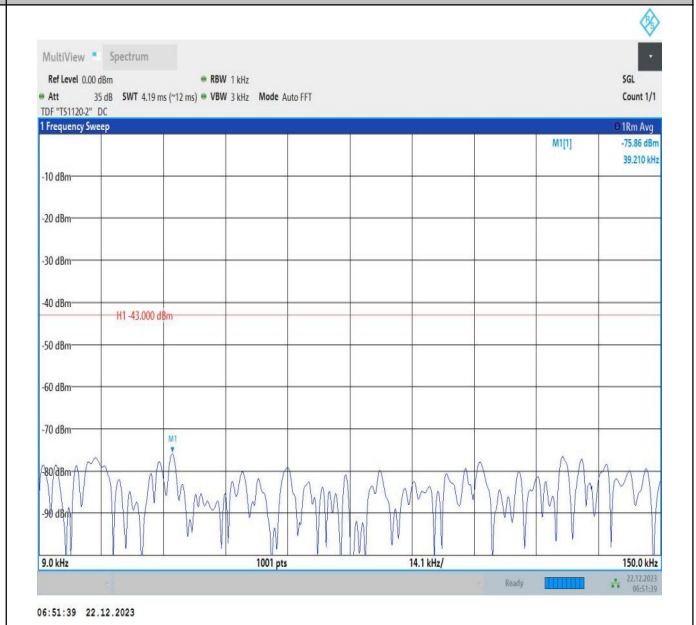 R S
MultiView Spectrum
Ref Level 0.00 dBm RBW 1 kHz SGL
Att 35 dB SWT 4.19 ms (~12 ms) VBW 3 kHz Mode Auto FFT Count 1/1
TDF "TS1120-2" DC
1 Frequency Sweep 1Rm Avg
M1[1] -75.86 dBm
39.210 kHz
-10 dBm
-20 dBm
-30 dBm
-40 dBm
H1 -43.000 dBm
-50 dBm
-60 dBm
-70 dBm
M1
-80 dBm
-90 dBm
9.0 kHz 1001 pts 14.1 kHz/ 150.0 kHz
Ready 22.12.2023
06:51:39
06:51:39 22.12.2023